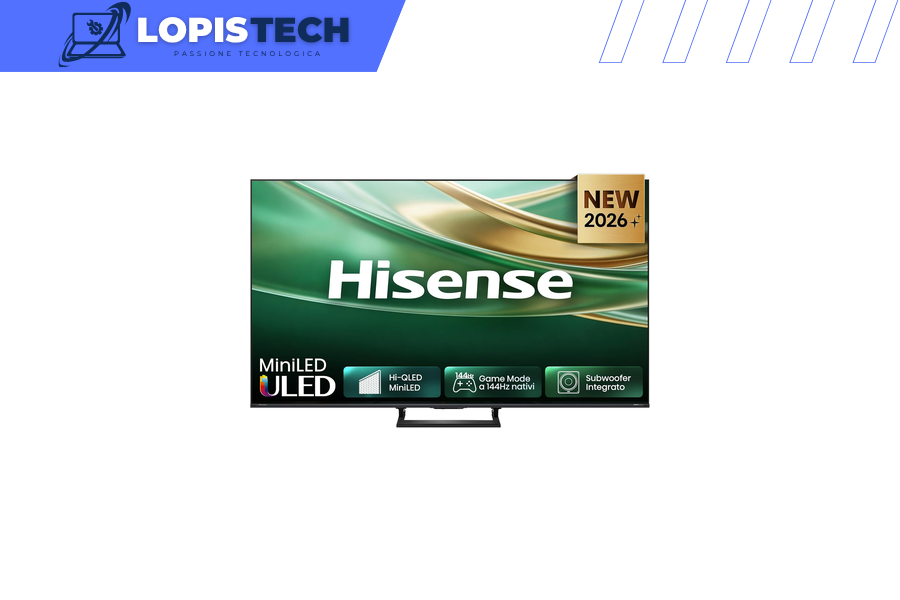 LOPISTECH
PASSIONE TECNOLOGICA
NEW
2026
Hisense
MiniLED
ULED
Hi-QLED
MiniLED
144Hz
Game Mode
a 144Hz nativi
Subwoofer
Integrato